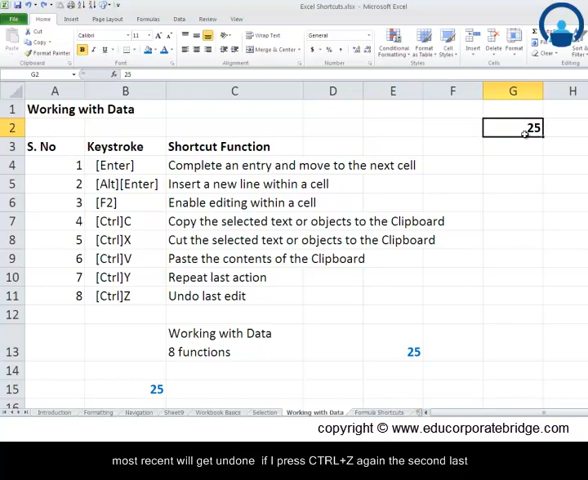 Excel Shortcuts.xlsx - Microsoft Excel
File Home Insert Page Layout Formulas Data Review View
Cut
Copy
Paste
Format Painter
Clipboard
Calibri 11
Font
Wrap Text
Merge & Center
Alignment
General
Number
Conditional Formatting
Format as Table
Cell Styles
Styles
Insert Delete Format
Cells
Fill
G2 25
A B C D E F G H
1 Working with Data
2 25
3 S. No Keystroke Shortcut Function
4 1 [Enter] Complete an entry and move to the next cell
5 2 [Alt][Enter] Insert a new line within a cell
6 3 [F2] Enable editing within a cell
7 4 [Ctrl]C Copy the selected text or objects to the Clipboard
8 5 [Ctrl]X Cut the selected text or objects to the Clipboard
9 6 [Ctrl]V Paste the contents of the Clipboard
10 7 [Ctrl]Y Repeat last action
11 8 [Ctrl]Z Undo last edit
12
Working with Data
13 8 functions 25
14
15 25
16
Introduction Formatting Navigation Sheet9 Workbook Basics Selection Working with Data Formula Shortcuts
copyright © www.educorporatebridge.com
most recent will get undone if I press CTRL+Z again the second last